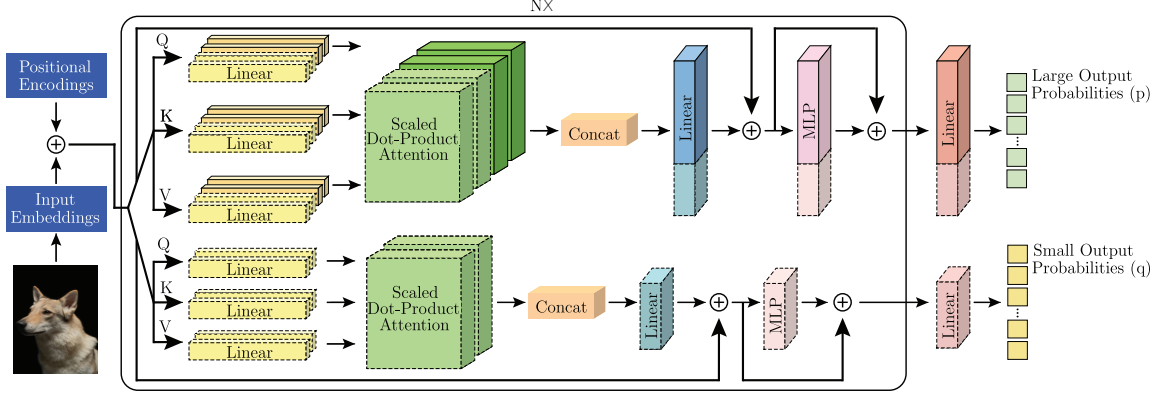 NX
Positional
Encodings
Input
Embeddings
Q
Linear
K
Linear
V
Linear
Scaled
Dot-Product
Attention
Concat
Linear
MLP
Linear
Large Output
Probabilities (p)
Q
Linear
K
Linear
V
Linear
Scaled
Dot-Product
Attention
Concat
Linear
MLP
Linear
Small Output
Probabilities (q)